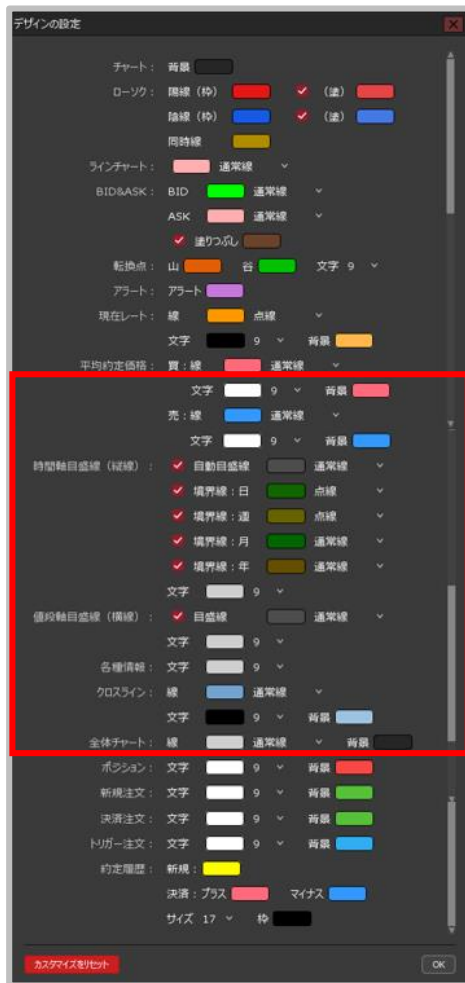 デザインの設定
チャート： 背景
ローソク： 陽線（枠） （塗）
陰線（枠） （塗）
同時線
ラインチャート： 通常線
BID&ASK： BID 通常線
ASK 通常線
塗りつぶし
転換点： 山 谷 文字 9
アラート： アラート
現在レート： 線 点線
文字 9 背景
平均約定価格： 買：線 通常線
文字 9 背景
売：線 通常線
文字 9 背景
時間軸目盛線（縦線）： 自動目盛線 通常線
境界線：日 点線
境界線：週 点線
境界線：月 通常線
境界線：年 通常線
文字 9
値段軸目盛線（横線）： 目盛線 通常線
文字 9
各種情報： 文字 9
クロスライン： 線 通常線
文字 9 背景
全体チャート： 線 通常線 背景
ポジション： 文字 9 背景
新規注文： 文字 9 背景
決済注文： 文字 9 背景
トリガー注文： 文字 9 背景
約定履歴： 新規：
決済：プラス マイナス
サイズ 17 枠
カスタマイズをリセット OK